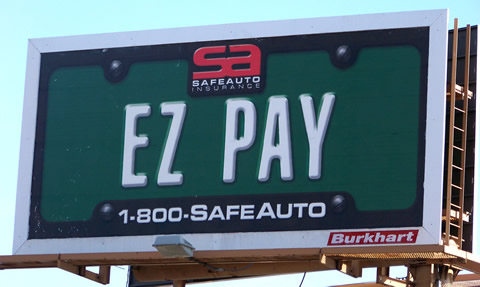 sa
SAFEAUTO
INSURANCE
EZ PAY
1-800-SAFEAUTO
Burkhart